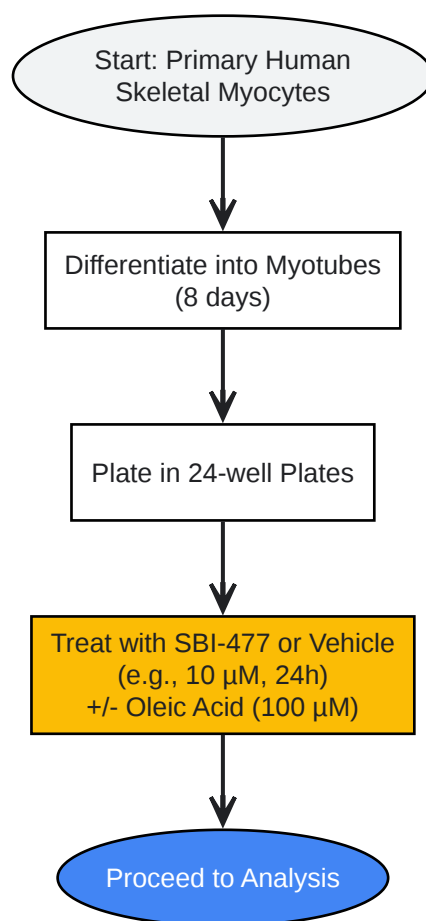 Start: Primary Human
Skeletal Myocytes
Differentiate into Myotubes
(8 days)
Plate in 24-well Plates
Treat with SBI-477 or Vehicle
(e.g., 10 µM, 24h)
+/- Oleic Acid (100 µM)
Proceed to Analysis